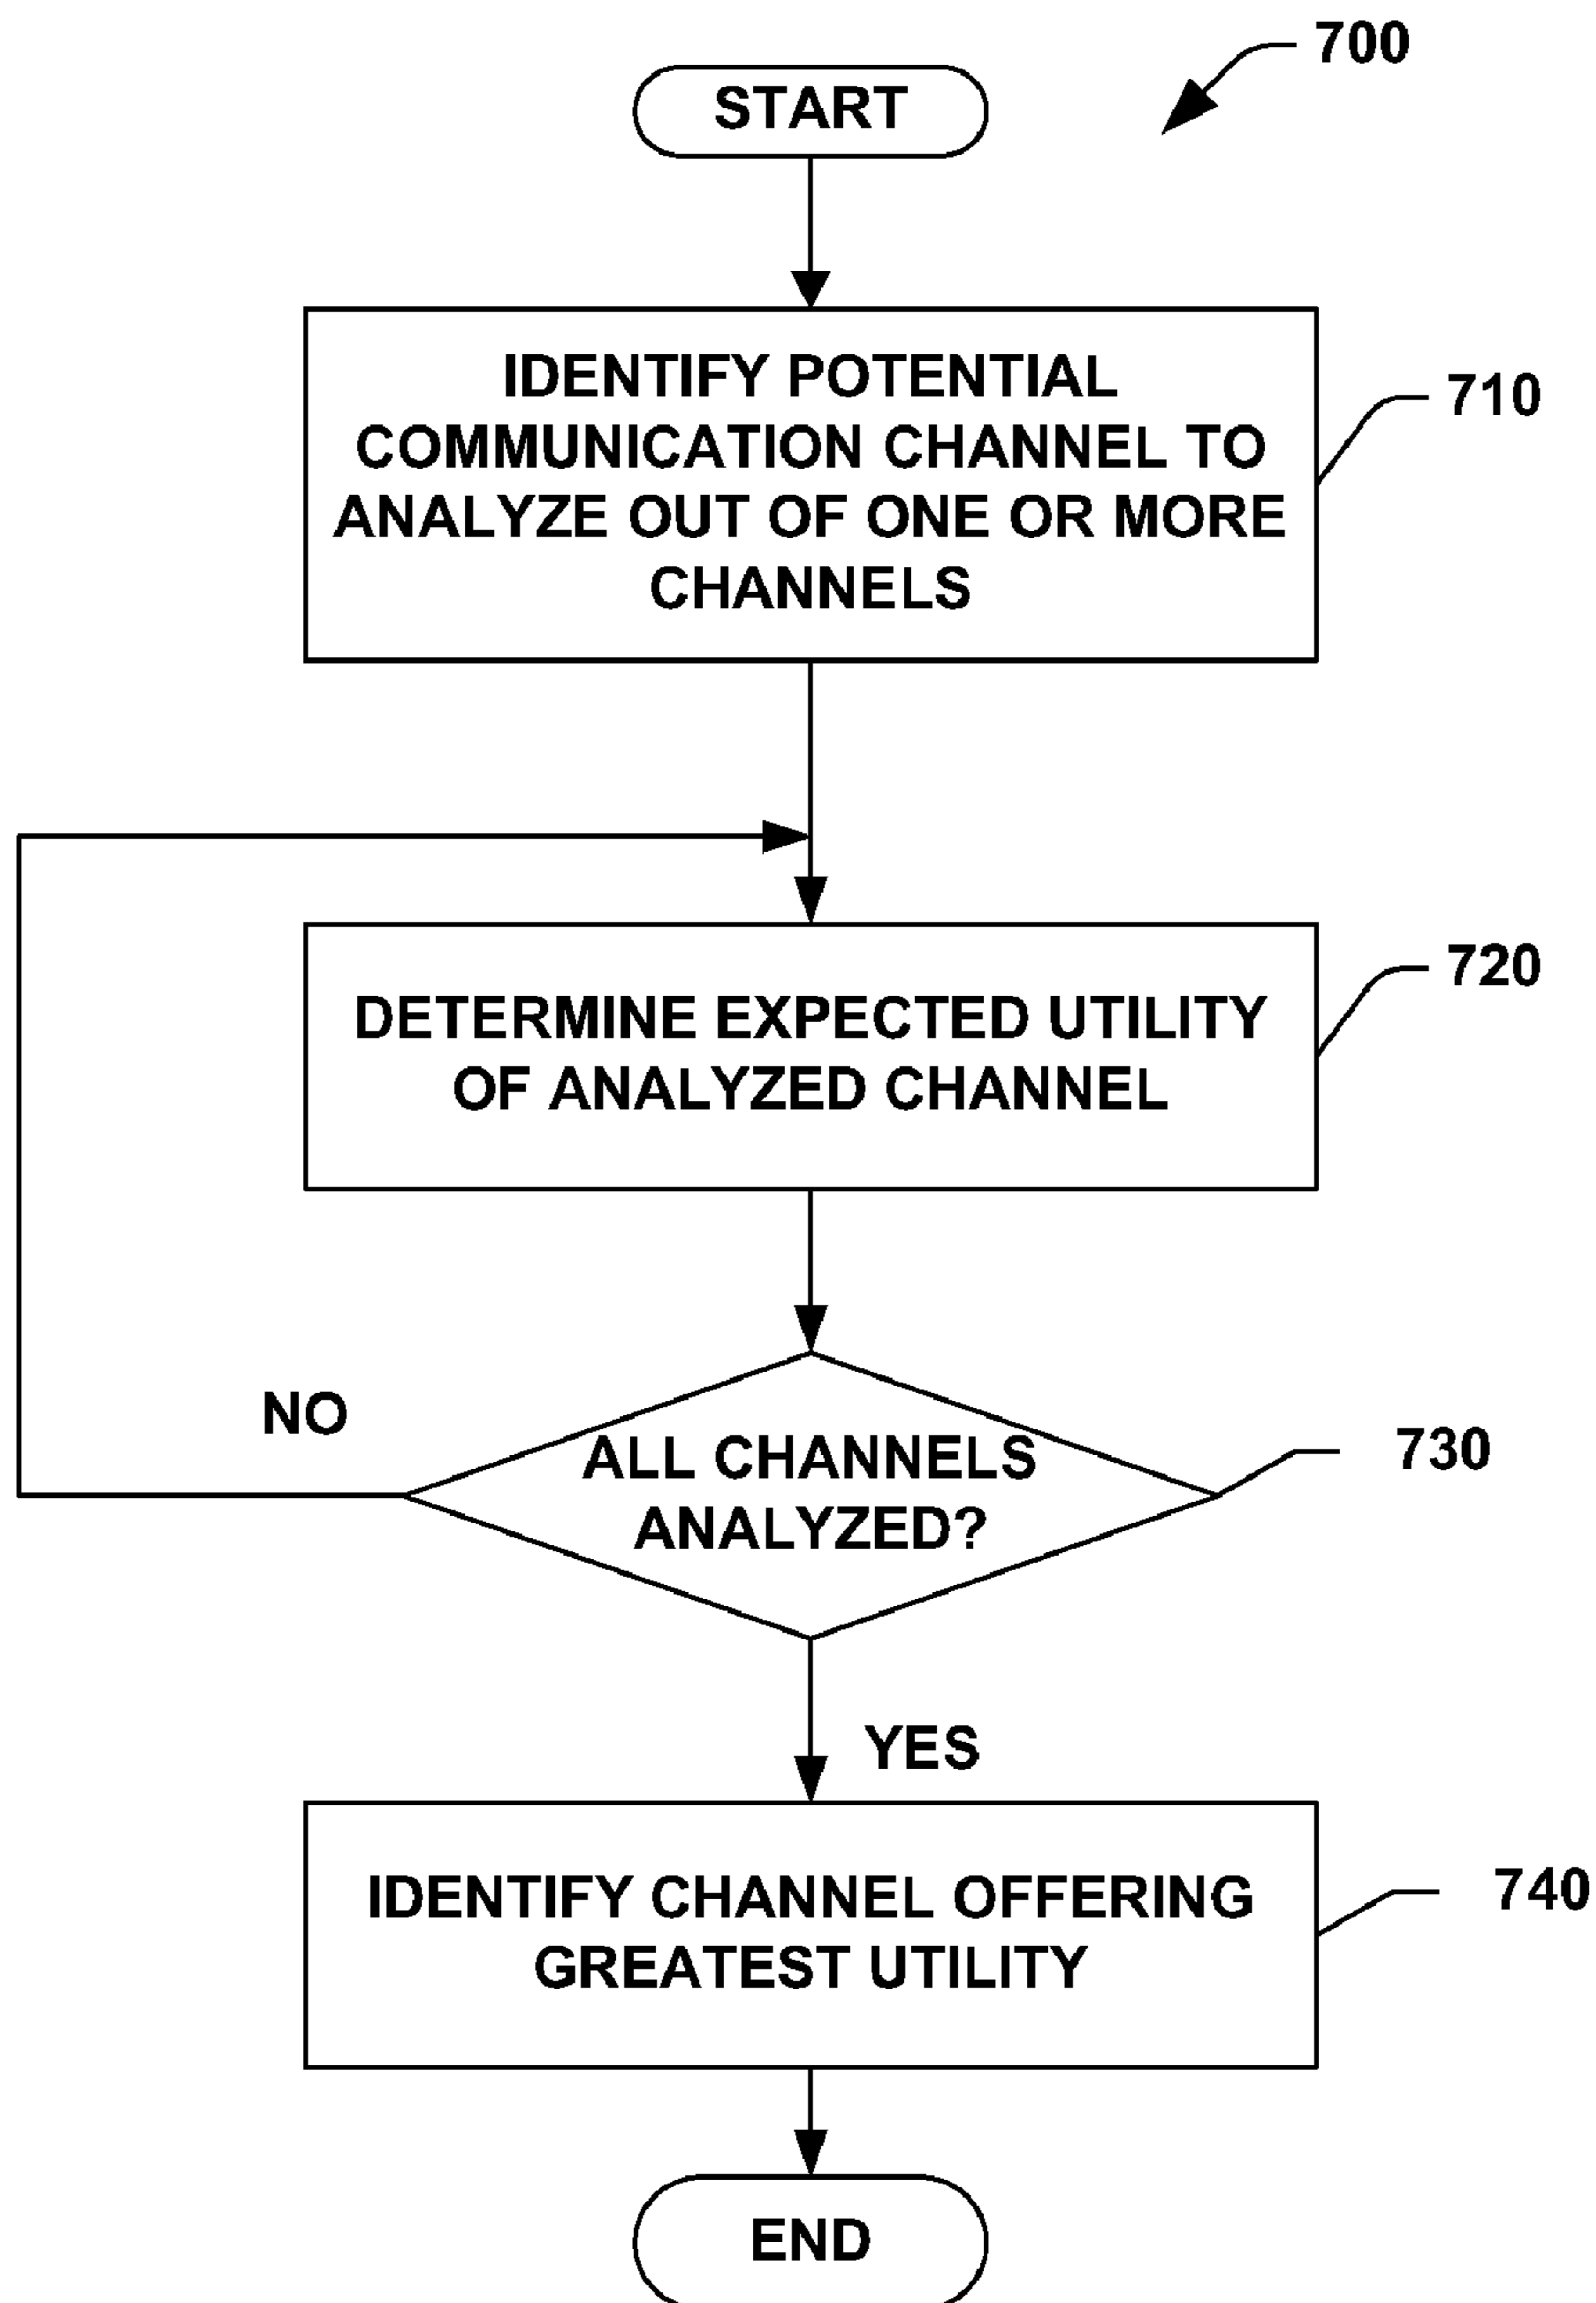 700
START
IDENTIFY POTENTIAL
COMMUNICATION CHANNEL TO
ANALYZE OUT OF ONE OR MORE
CHANNELS
710
DETERMINE EXPECTED UTILITY
OF ANALYZED CHANNEL
720
NO
ALL CHANNELS
ANALYZED?
730
YES
IDENTIFY CHANNEL OFFERING
GREATEST UTILITY
740
END